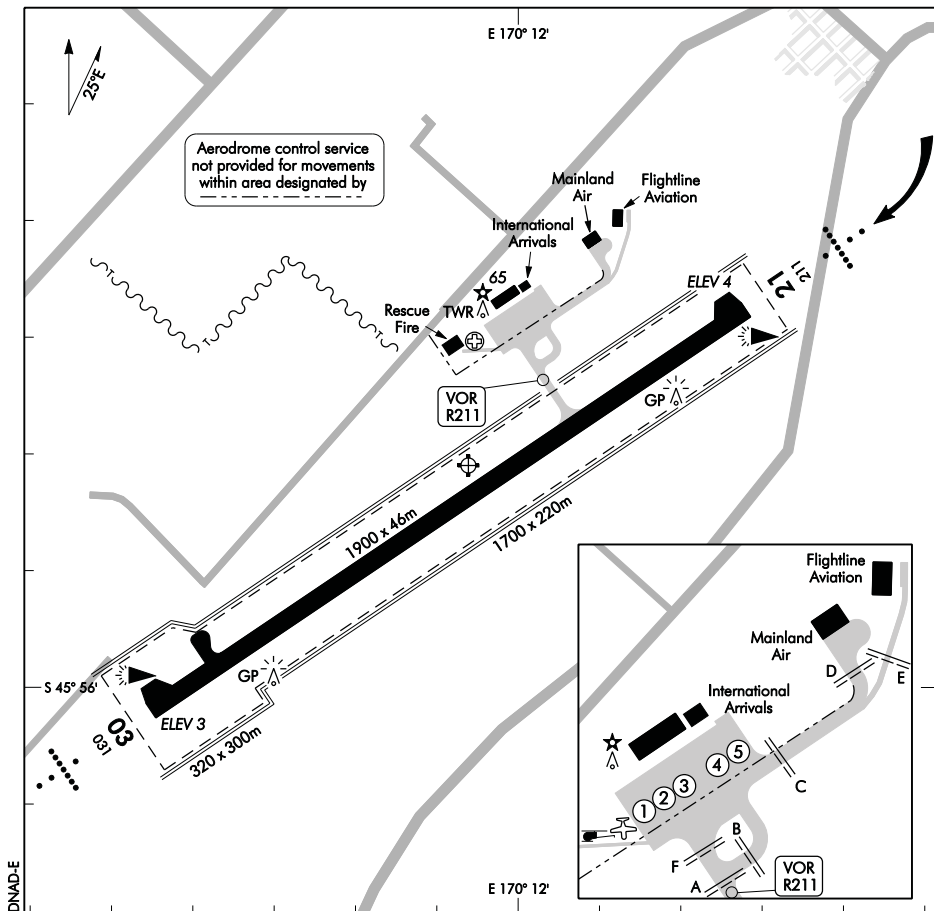 E 170° 12'
25°E
Aerodrome control service
not provided for movements
within area designated by
Mainland
Air
Flightline
Aviation
International
Arrivals
65
TWR
Rescue
Fire
ELEV 4
21
211
VOR
R211
GP
T
T
T
1900 x 46m
1700 x 220m
GP
S 45° 56'
ELEV 3
03
031
320 x 300m
Flightline
Aviation
Mainland
Air
D
E
International
Arrivals
1
2
3
4
5
C
B
F
A
VOR
R211
E 170° 12'
DNAD-E